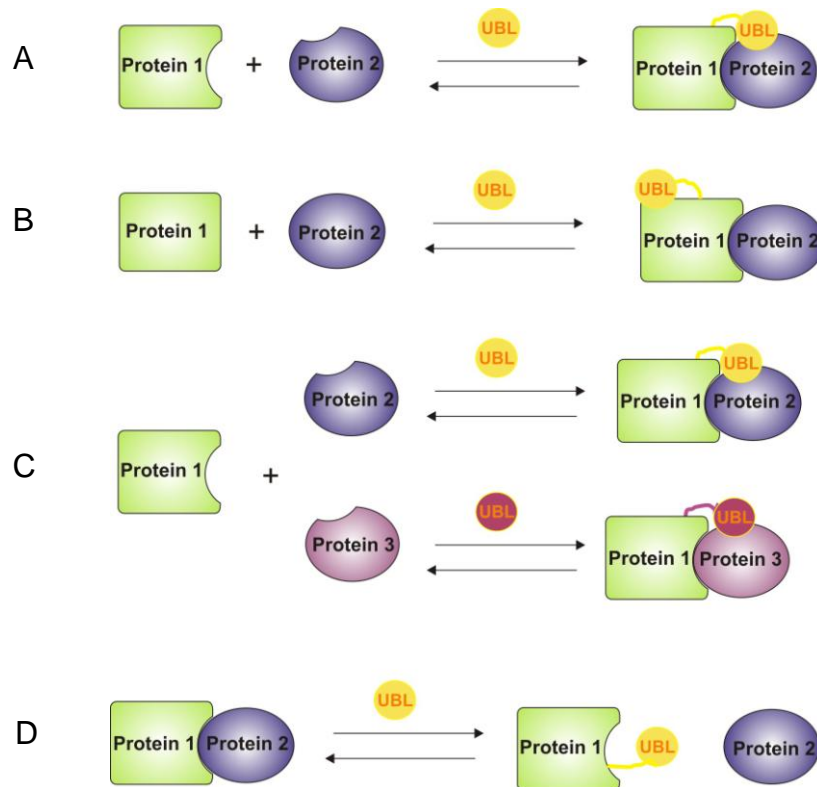 A
Protein 1 + Protein 2 UBL Protein 1 UBL Protein 2
B
Protein 1 + Protein 2 UBL UBL Protein 1 Protein 2
C
Protein 1 +
Protein 2 UBL Protein 1 UBL Protein 2
Protein 3 UBL Protein 1 UBL Protein 3
D
Protein 1 Protein 2 UBL Protein 1 UBL Protein 2